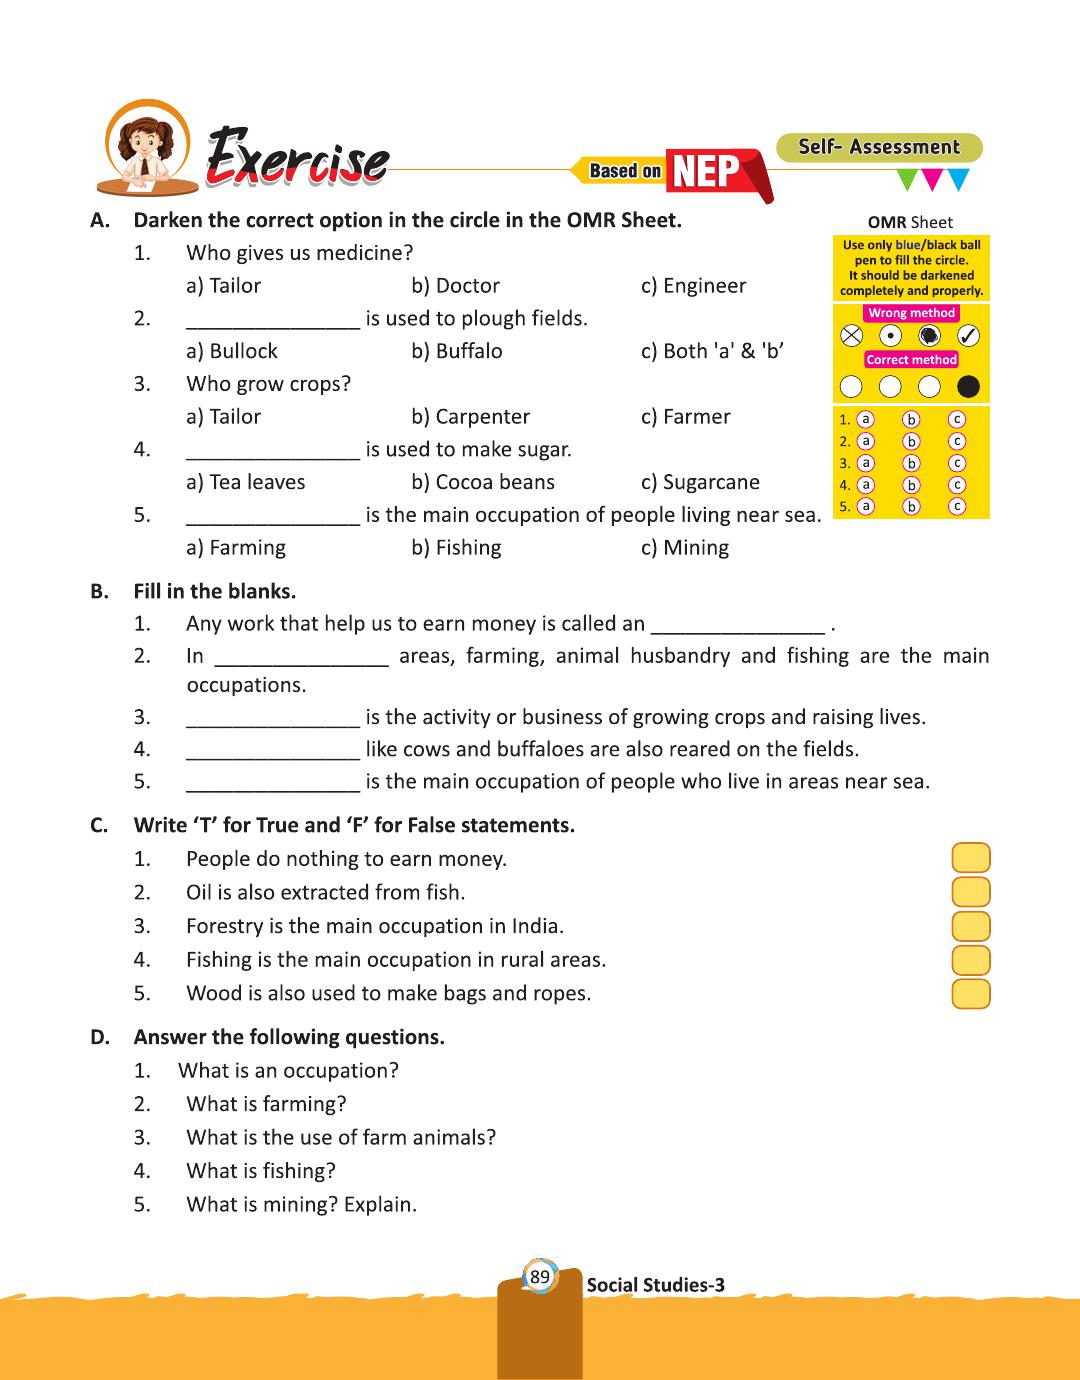 Exercise
Based on NEP
Self- Assessment
A. Darken the correct option in the circle in the OMR Sheet.
1. Who gives us medicine?
a) Tailor b) Doctor c) Engineer
2. _______________ is used to plough fields.
a) Bullock b) Buffalo c) Both 'a' & 'b’
3. Who grow crops?
a) Tailor b) Carpenter c) Farmer
4. _______________ is used to make sugar.
a) Tea leaves b) Cocoa beans c) Sugarcane
5. _______________ is the main occupation of people living near sea.
a) Farming b) Fishing c) Mining
OMR Sheet
Use only blue/black ball
pen to fill the circle.
It should be darkened
completely and properly.
Wrong method
Correct method
1. a b c
2. a b c
3. a b c
4. a b c
5. a b c
B. Fill in the blanks.
1. Any work that help us to earn money is called an _______________ .
2. In _______________ areas, farming, animal husbandry and fishing are the main
occupations.
3. _______________ is the activity or business of growing crops and raising lives.
4. _______________ like cows and buffaloes are also reared on the fields.
5. _______________ is the main occupation of people who live in areas near sea.
C. Write ‘T’ for True and ‘F’ for False statements.
1. People do nothing to earn money.
2. Oil is also extracted from fish.
3. Forestry is the main occupation in India.
4. Fishing is the main occupation in rural areas.
5. Wood is also used to make bags and ropes.
D. Answer the following questions.
1. What is an occupation?
2. What is farming?
3. What is the use of farm animals?
4. What is fishing?
5. What is mining? Explain.
89
Social Studies-3